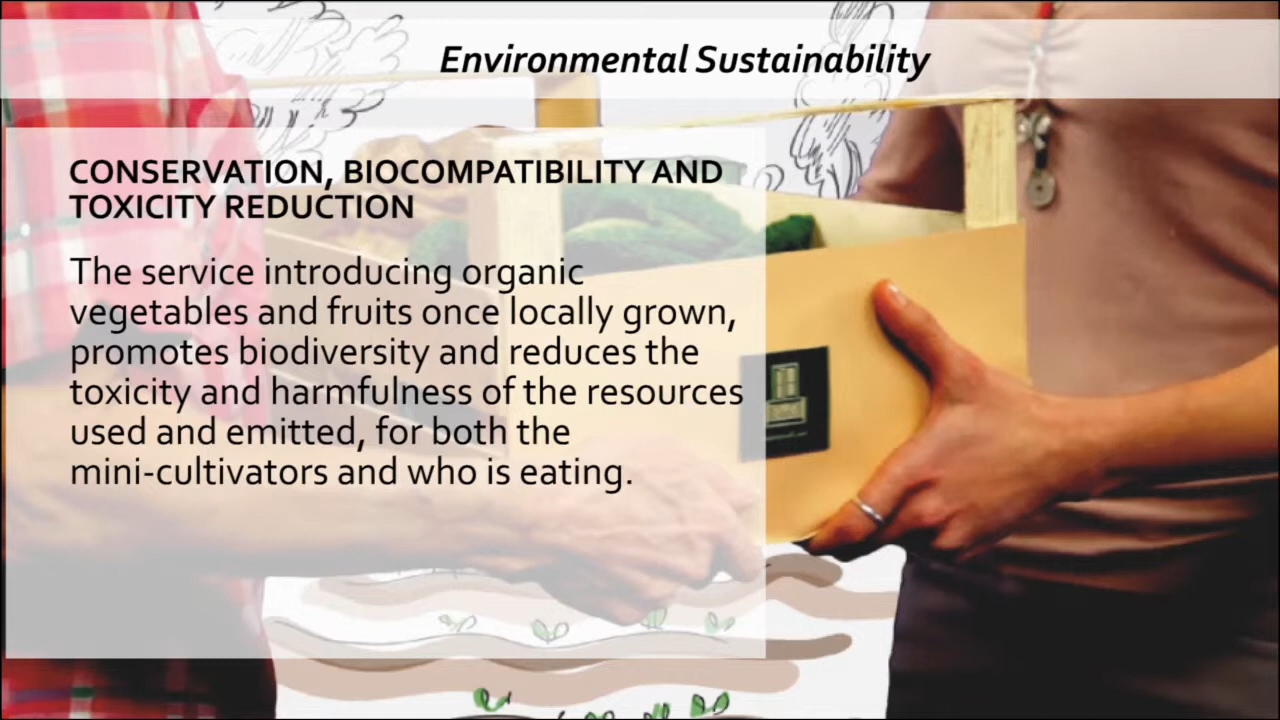 Environmental Sustainability
CONSERVATION, BIOCOMPATIBILITY AND
TOXICITY REDUCTION
The service introducing organic
vegetables and fruits once locally grown,
promotes biodiversity and reduces the
toxicity and harmfulness of the resources
used and emitted, for both the
mini-cultivators and who is eating.